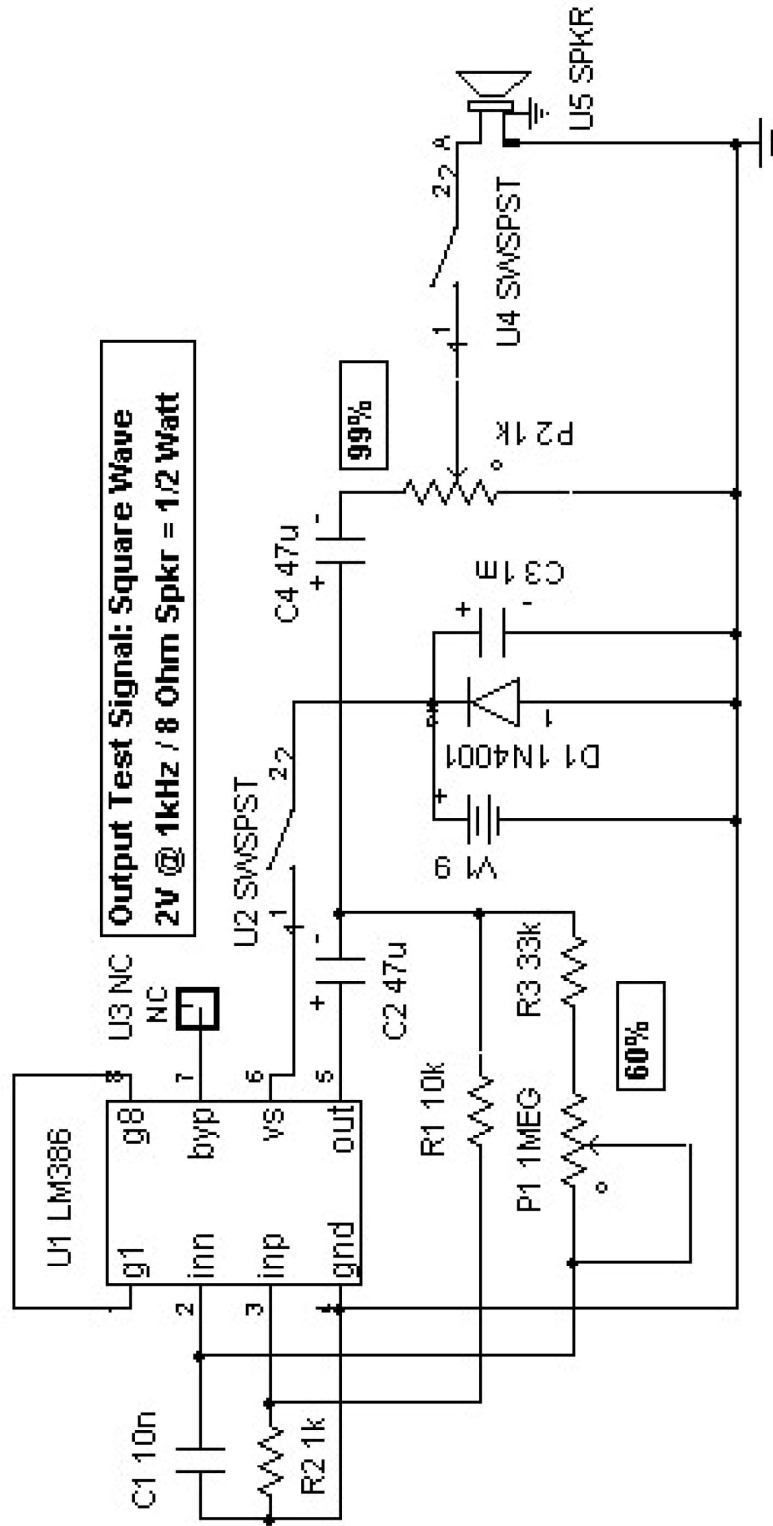 Output Test Signal: Square Wave
2V @ 1kHz / 8 Ohm Spkr = 1/2 Watt
U1 LM386
g1
g8
inn
byp
inp
vs
gnd
out
8
2
7
3
6
5
U3 NC
NC
C1 10n
R2 1k
U2 SWSPST
1
2
C2 47u
+
-
R1 10k
P1 1MEG
R3 33k
60%
V1 9
+
D1 1N4001
1
C3 1m
+
-
C4 47u
+
-
99%
P2 1k
U4 SWSPST
1
2
A
U5 SPKR